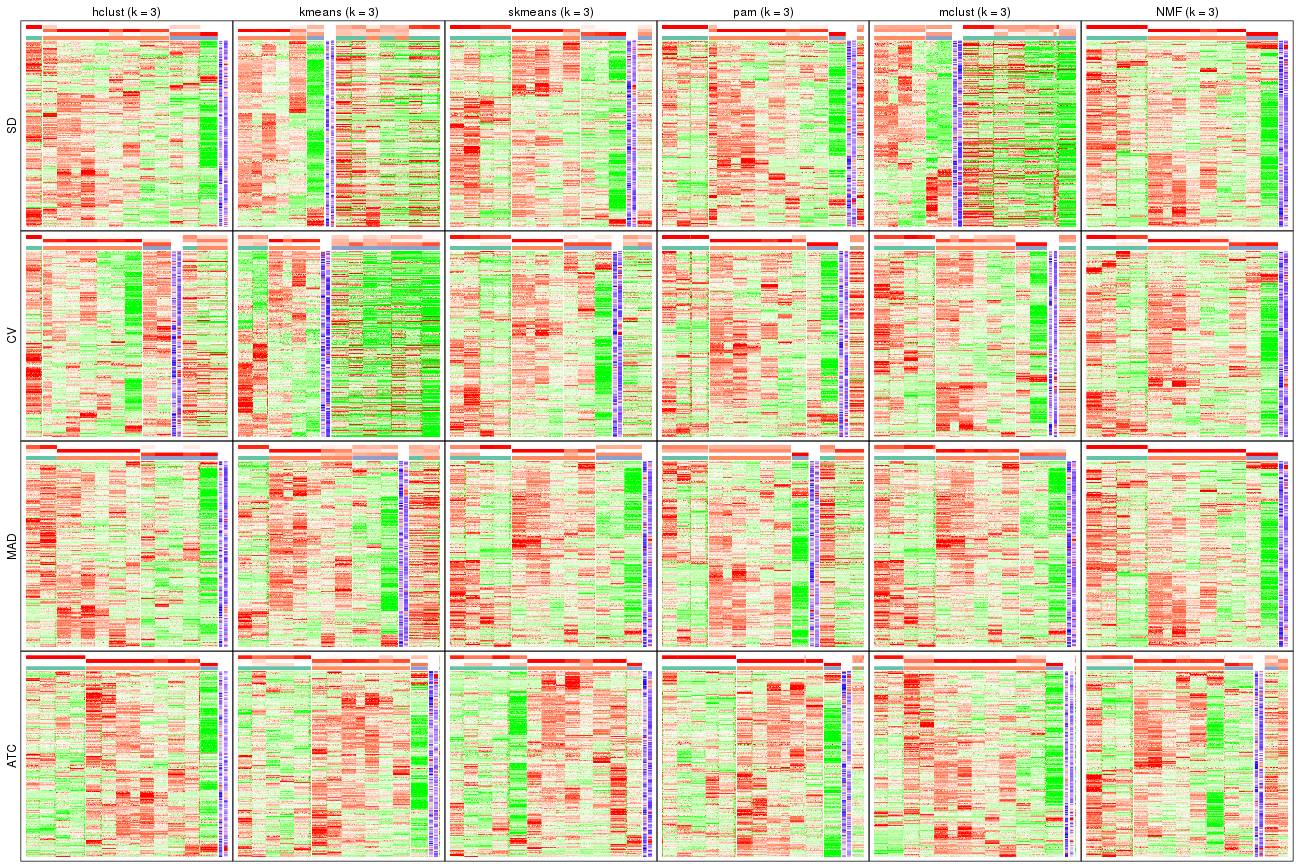 hclust (k = 3) kmeans (k = 3) skmeans (k = 3) pam (k = 3) mclust (k = 3) NMF (k = 3)
SD
CV
MAD
ATC